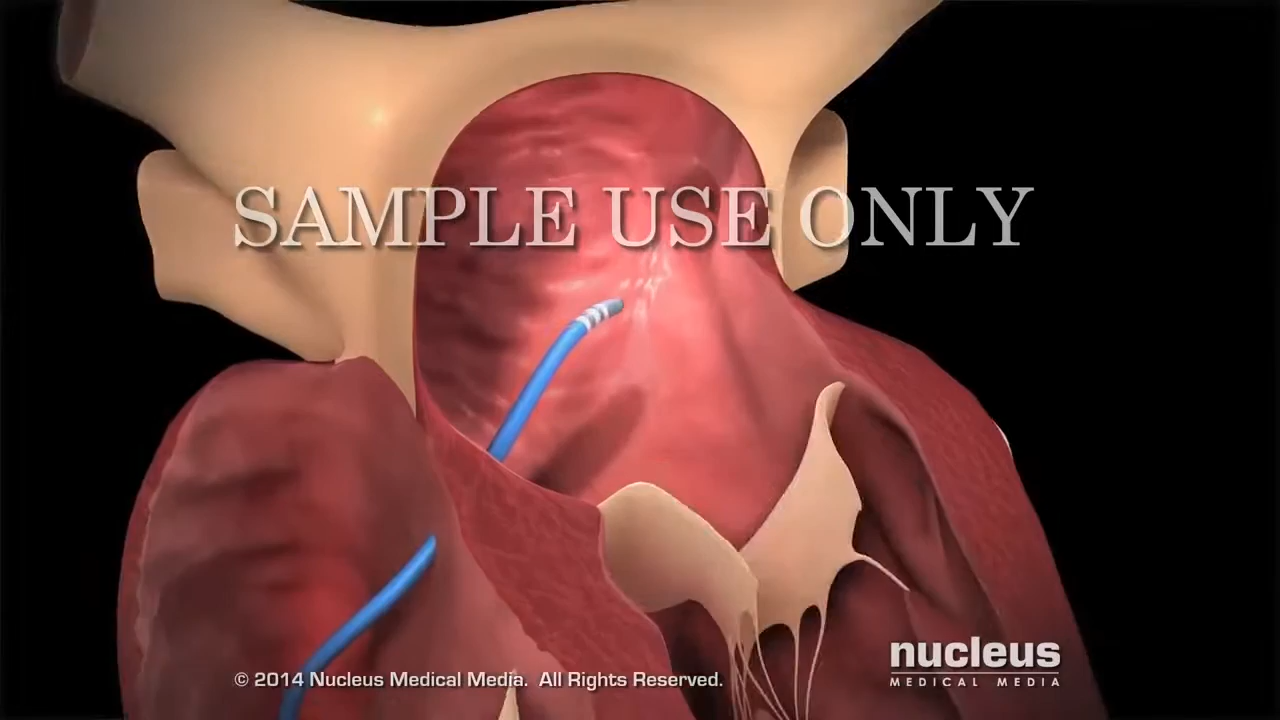 SAMPLE USE ONLY
© 2014 Nucleus Medical Media. All Rights Reserved.
nucleus
MEDICAL MEDIA